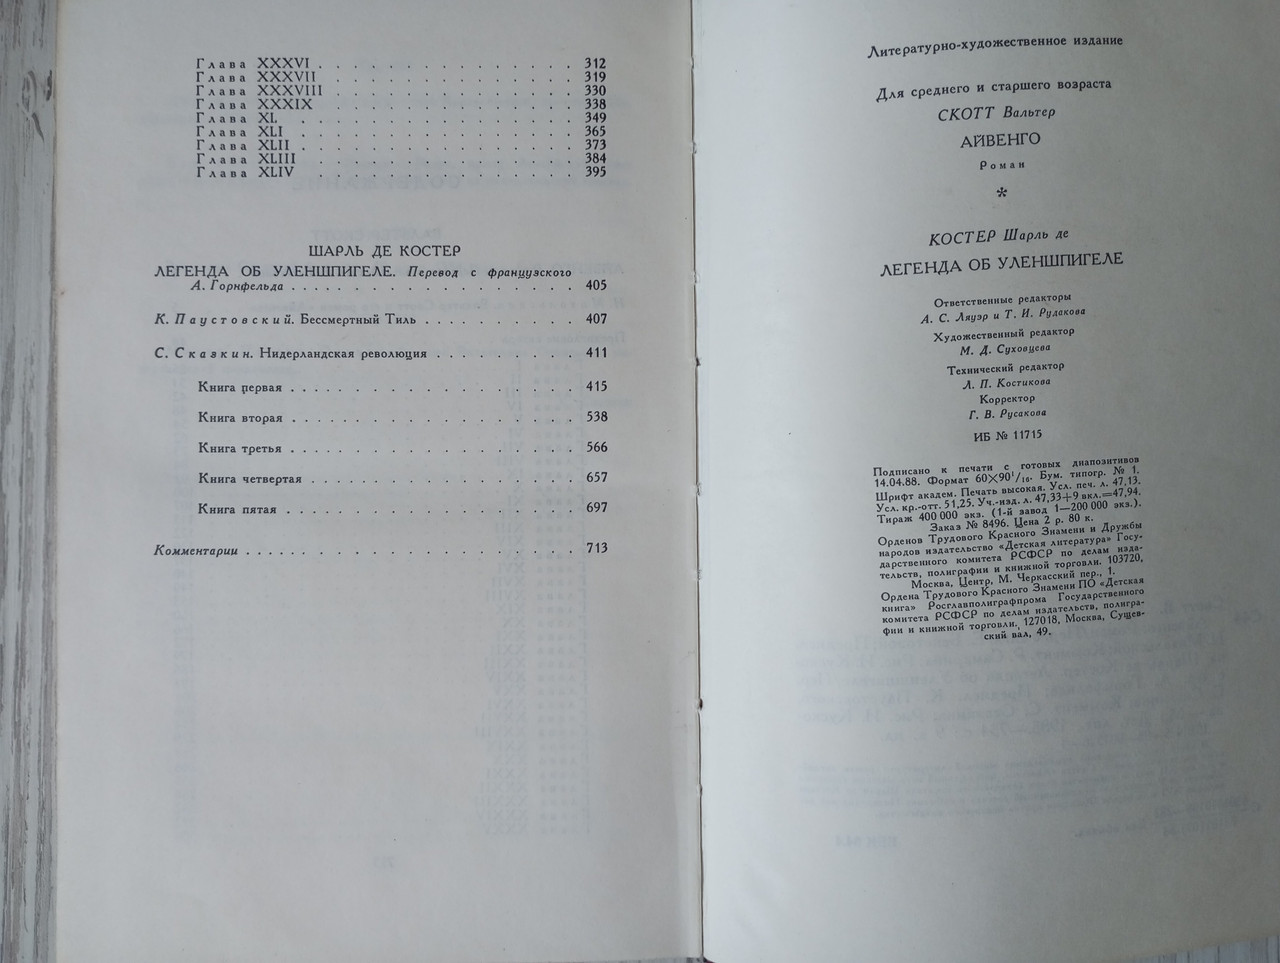 Глава XXXVI . . . . . . . . . . . . . . . 312
Глава XXXVII . . . . . . . . . . . . . . 319
Глава XXXVIII . . . . . . . . . . . . . . 330
Глава XXXIX . . . . . . . . . . . . . . 338
Глава XL . . . . . . . . . . . . . . . . 349
Глава XLI . . . . . . . . . . . . . . . 365
Глава XLII . . . . . . . . . . . . . . . . 373
Глава XLIII . . . . . . . . . . . . . . . 384
Глава XLIV . . . . . . . . . . . . . . . 395
ШАРЛЬ ДЕ КОСТЕР
ЛЕГЕНДА ОБ УЛЕНШПИГЕЛЕ. Перевод с французского
А. Горнфельда . . . . . . . . . . . . . . . . . . 405
К. Паустовский. Бессмертный Тиль . . . . . . . . . . 407
С. Сказкин. Нидерландская революция . . . . . . . . . 411
Книга первая . . . . . . . . . . . . . . . . . . 415
Книга вторая . . . . . . . . . . . . . . . . . . 538
Книга третья . . . . . . . . . . . . . . . . . . 566
Книга четвертая . . . . . . . . . . . . . . . . . 657
Книга пятая . . . . . . . . . . . . . . . . . . 697
Комментарии . . . . . . . . . . . . . . . . . . . . 713
Литературно-художественное издание
Для среднего и старшего возраста
СКОТТ Вальтер
АЙВЕНГО
Роман
*
КОСТЕР Шарль де
ЛЕГЕНДА ОБ УЛЕНШПИГЕЛЕ
Ответственные редакторы
А. С. Ляуэр и Т. И. Рудакова
Художественный редактор
М. Д. Суховцева
Технический редактор
Л. П. Костикова
Корректор
Г. В. Русакова
ИБ № 11715
Подписано к печати с готовых диапозитивов
14.04.88. Формат 60×90¹/₁₆. Бум. типогр. № 1.
Шрифт академ. Печать высокая. Усл. печ. л. 47,13.
Усл. кр.-отт. 51,25. Уч.-изд. л. 47,33+9 вкл.=47,94.
Тираж 400 000 экз. (1-й завод 1—200 000 экз.).
Заказ № 8496. Цена 2 р. 80 к.
Орденов Трудового Красного Знамени и Дружбы
народов издательство «Детская литература» Госу-
дарственного комитета РСФСР по делам изда-
тельств, полиграфии и книжной торговли. 103720,
Москва, Центр, М. Черкасский пер., 1.
Ордена Трудового Красного Знамени ПО «Детская
книга» Росглавполиграфпрома Государственного
комитета РСФСР по делам издательств, полигра-
фии и книжной торговли. 127018, Москва, Сущев-
ский вал, 49.